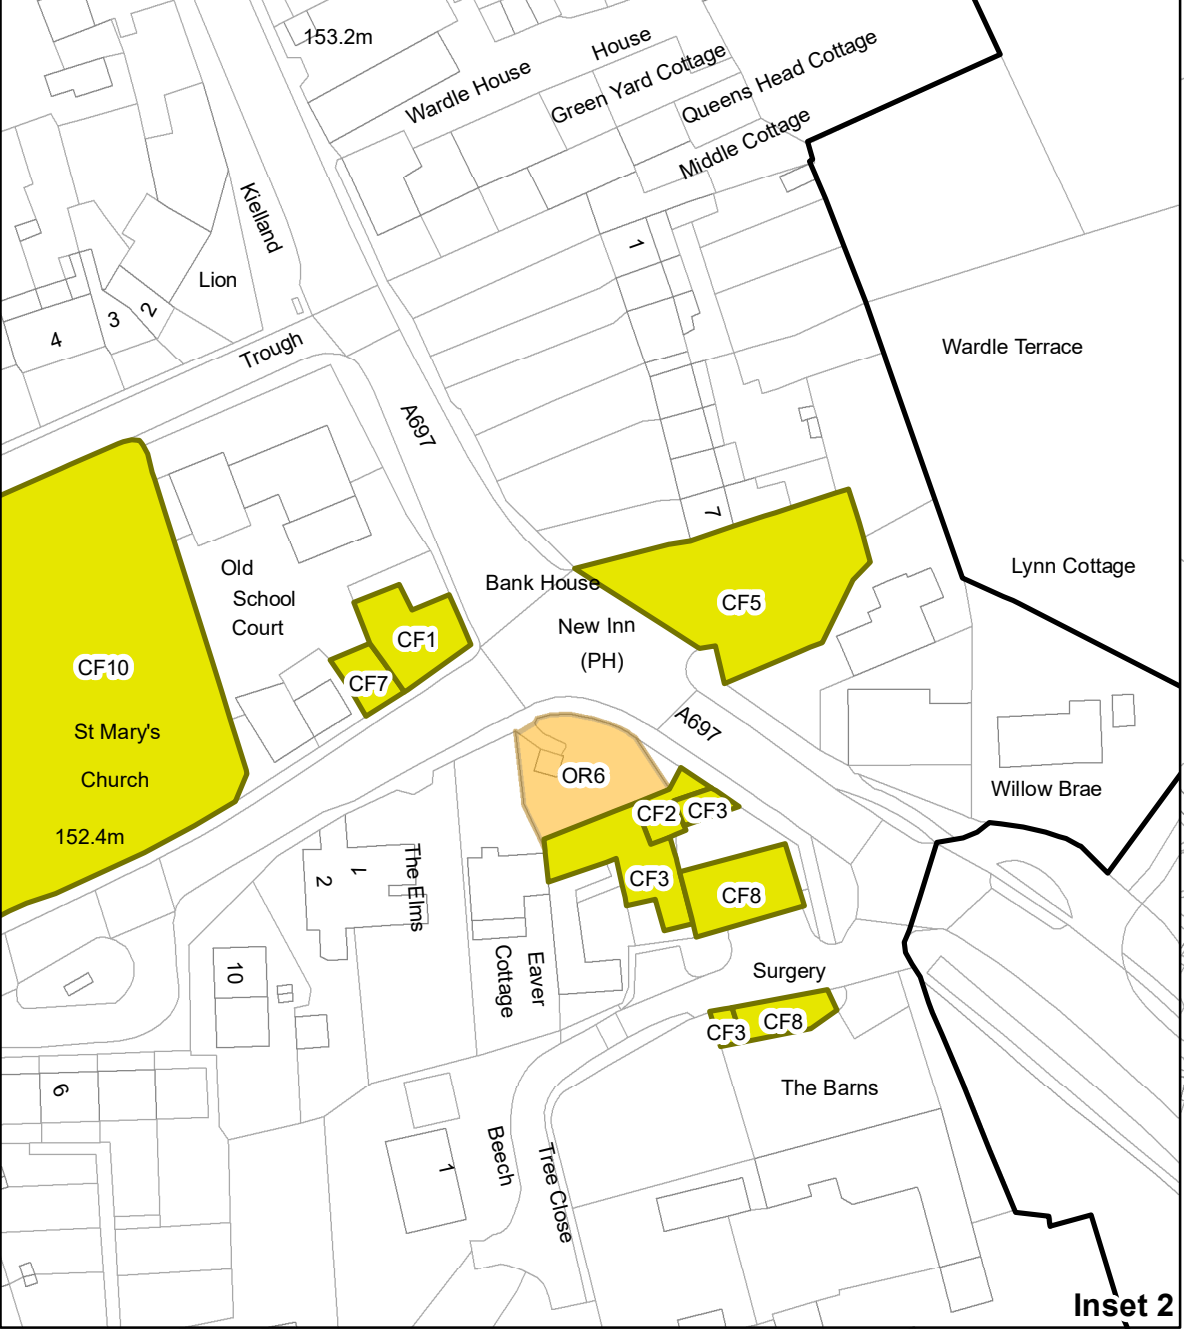 153.2m
House
Wardle House
Green Yard Cottage
Queens Head Cottage
Middle Cottage
Kielland
1
Lion
2
3
4
Trough
Wardle Terrace
A697
7
Old
School
Court
Bank House
Lynn Cottage
CF5
New Inn
(PH)
CF1
CF10
CF7
St Mary's
Church
A697
OR6
Willow Brae
152.4m
CF2
CF3
The Elms
1
2
CF3
CF8
10
Eaver
Cottage
Surgery
CF3
CF8
6
The Barns
Beech
Tree Close
1
Inset 2